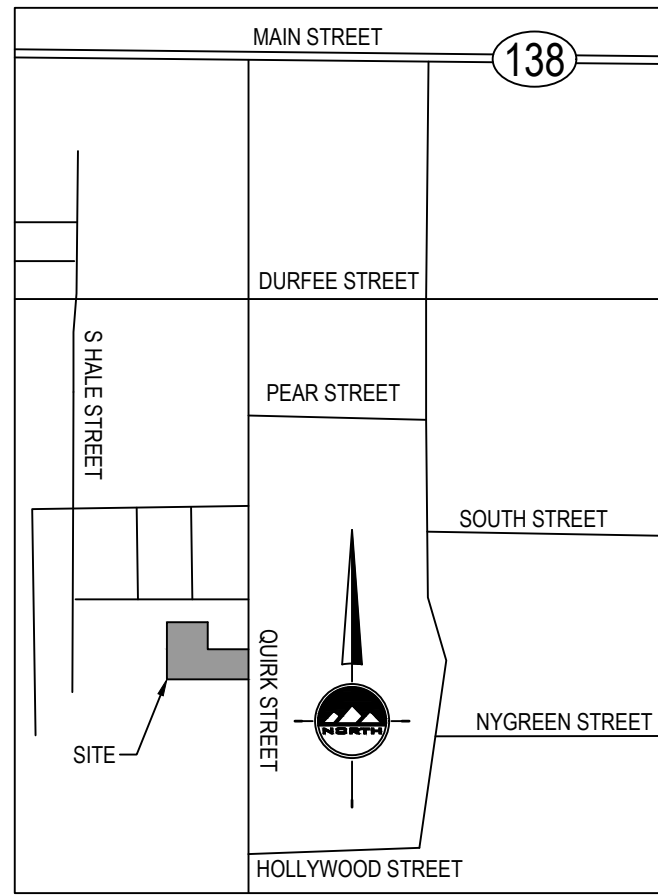 MAIN STREET
138
DURFEE STREET
S HALE STREET
PEAR STREET
SOUTH STREET
QUIRK STREET
NORTH
NYGREEN STREET
SITE
HOLLYWOOD STREET